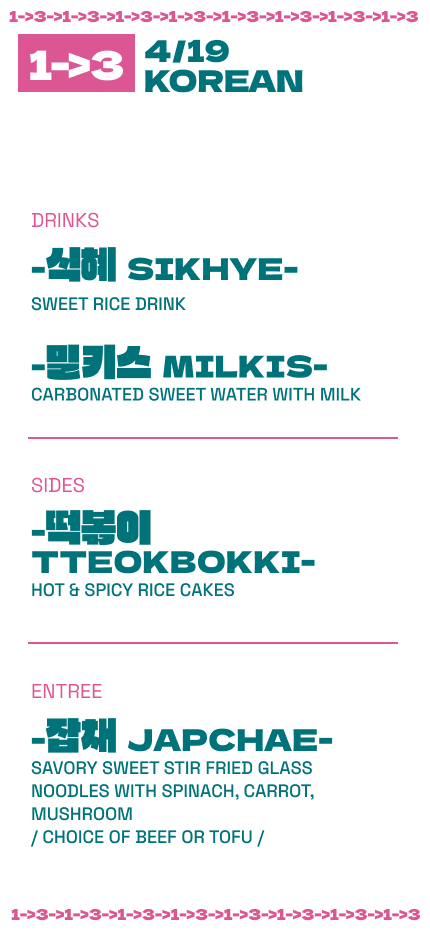 1->3->1->3->1->3->1->3->1->3->1->3->1->3->1->3
1->3
4/19
KOREAN
DRINKS
-식혜 SIKHYE-
SWEET RICE DRINK
-밀키스 MILKIS-
CARBONATED SWEET WATER WITH MILK
SIDES
-떡볶이
TTEOKBOKKI-
HOT & SPICY RICE CAKES
ENTREE
-잡채 JAPCHAE-
SAVORY SWEET STIR FRIED GLASS
NOODLES WITH SPINACH, CARROT,
MUSHROOM
/ CHOICE OF BEEF OR TOFU /
1->3->1->3->1->3->1->3->1->3->1->3->1->3->1->3